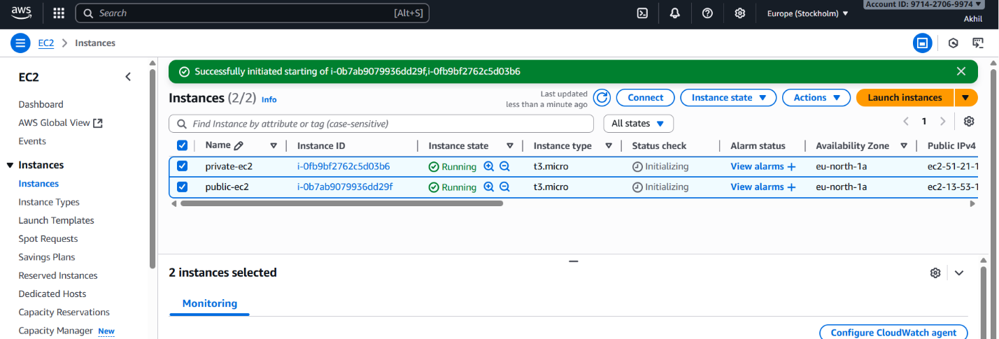 aws
Search [Alt+S]
Europe (Stockholm)
Account ID: 9714-2706-9974
Akhil
EC2 Instances
EC2
Dashboard
AWS Global View
Events
Instances
Instances
Instance Types
Launch Templates
Spot Requests
Savings Plans
Reserved Instances
Dedicated Hosts
Capacity Reservations
Capacity Manager New
Successfully initiated starting of i-0b7ab9079936dd29f,i-0fb9bf2762c5d03b6
Instances (2/2) Info
Last updated
less than a minute ago
Connect Instance state Actions Launch instances
Find Instance by attribute or tag (case-sensitive) All states 1
Name Instance ID Instance state Instance type Status check Alarm status Availability Zone Public IPv4
private-ec2 i-0fb9bf2762c5d03b6 Running t3.micro Initializing View alarms + eu-north-1a ec2-51-21-1
public-ec2 i-0b7ab9079936dd29f Running t3.micro Initializing View alarms + eu-north-1a ec2-13-53-1
2 instances selected
Monitoring
Configure CloudWatch agent